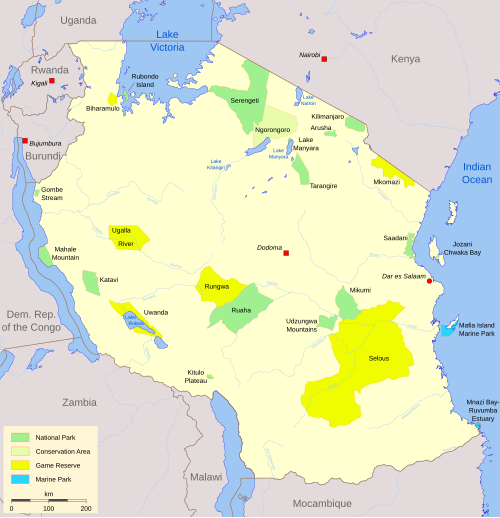 Uganda
Lake
Victoria
Nairobi
Kenya
Rwanda
Kigali
Rubondo
Island
Biharamulo
Serengeti
Lake
Natron
Kilimanjaro
Arusha
Ngorongoro
Lake
Manyara
Lake
Manyara
Lake
Kitangiri
Bujumbura
Burundi
Tarangire
Mkomazi
Indian
Ocean
Gombe
Stream
Ugalla
River
Saadani
Jozani
Chwaka Bay
Dodoma
Mahale
Mountain
Katavi
Dar es Salaam
Rungwa
Mikumi
Ruaha
Uwanda
Lake
Rukwa
Udzungwa
Mountains
Mafia Island
Marine Park
Dem. Rep.
of the Congo
Selous
Kitulo
Plateau
Zambia
Mnazi Bay-
Ruvumba
Estuary
Malawi
Mozambique
National Park
Conservation Area
Game Reserve
Marine Park
km
0 100 200